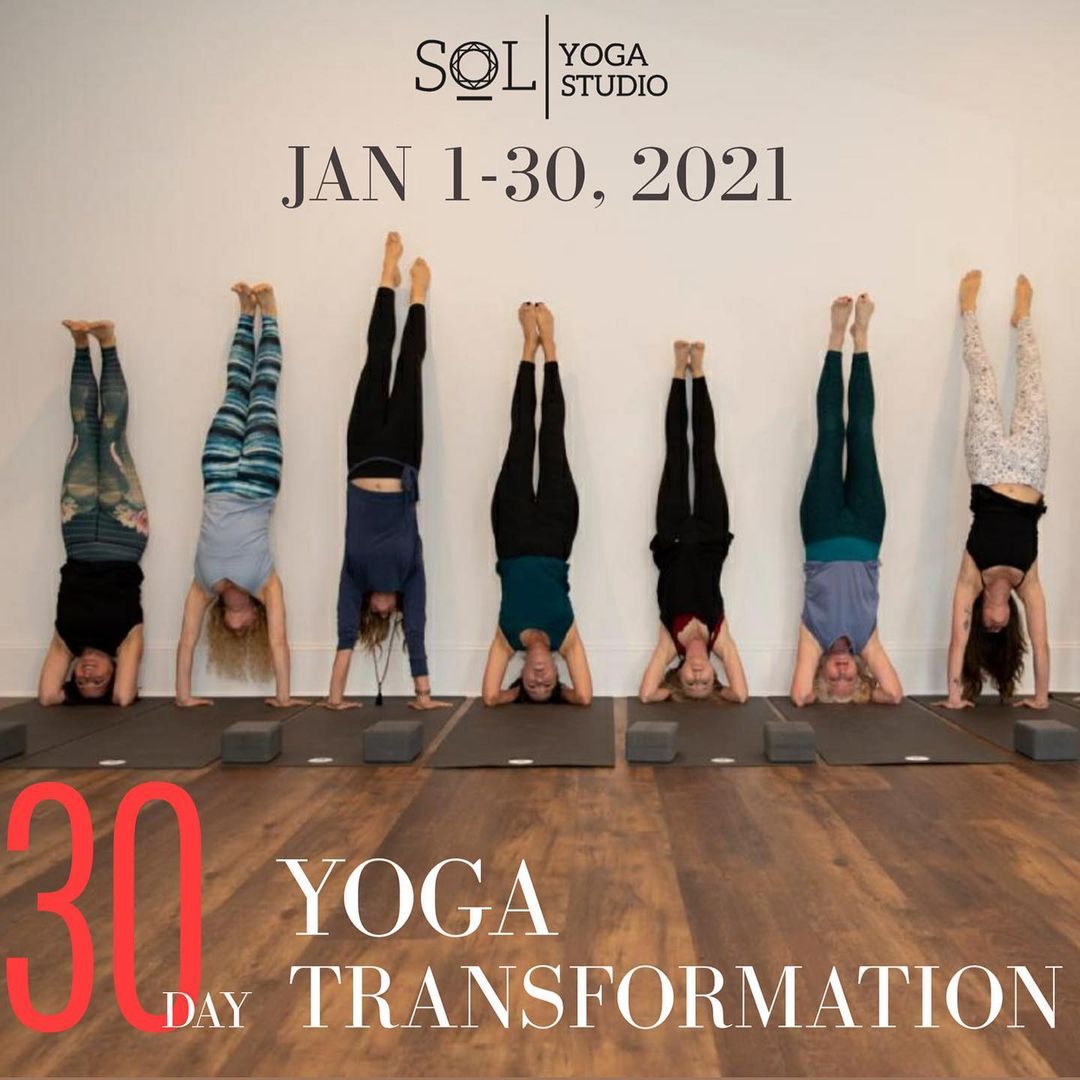 SOL YOGA
STUDIO
JAN 1-30, 2021
30
DAY
YOGA
TRANSFORMATION